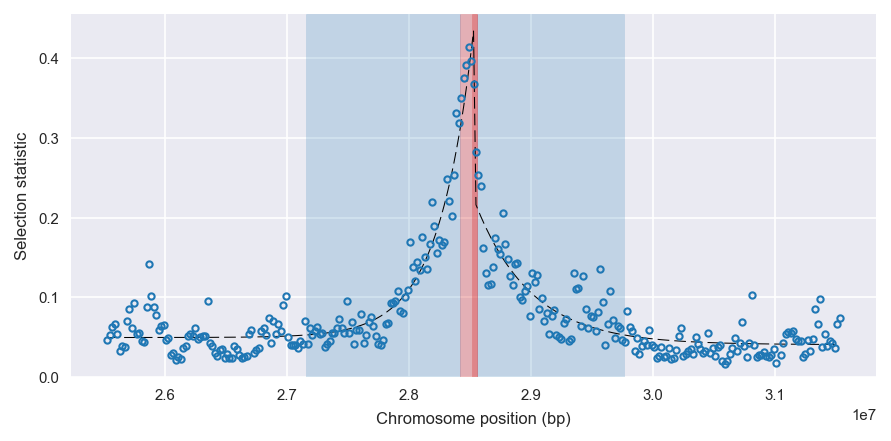 0.4
0.3
0.2
0.1
0.0
Selection statistic
2.6 2.7 2.8 2.9 3.0 3.1
1e7
Chromosome position (bp)